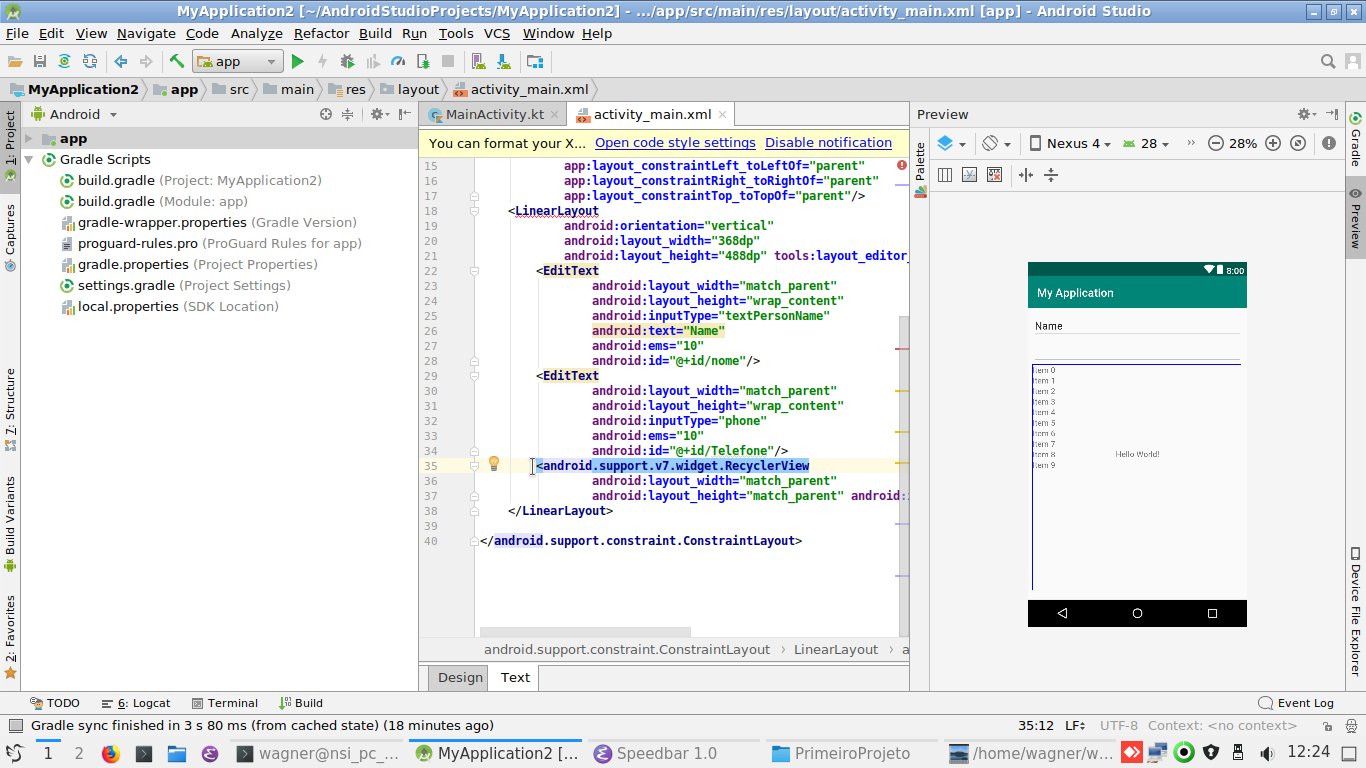 MyApplication2 [~/AndroidStudioProjects/MyApplication2] - .../app/src/main/res/layout/activity_main.xml [app] - Android Studio
File Edit View Navigate Code Analyze Refactor Build Run Tools VCS Window Help
app
MyApplication2 app src main res layout activity_main.xml
1: Project
Captures
7: Structure
Build Variants
2: Favorites
Android
app
Gradle Scripts
build.gradle (Project: MyApplication2)
build.gradle (Module: app)
gradle-wrapper.properties (Gradle Version)
proguard-rules.pro (ProGuard Rules for app)
gradle.properties (Project Properties)
settings.gradle (Project Settings)
local.properties (SDK Location)
MainActivity.kt activity_main.xml
You can format your X... Open code style settings Disable notification
15 app:layout_constraintLeft_toLeftOf="parent"
16 app:layout_constraintRight_toRightOf="parent"
17 app:layout_constraintTop_toTopOf="parent"/>
18 <LinearLayout
19 android:orientation="vertical"
20 android:layout_width="368dp"
21 android:layout_height="488dp" tools:layout_editor_
22 <EditText
23 android:layout_width="match_parent"
24 android:layout_height="wrap_content"
25 android:inputType="textPersonName"
26 android:text="Name"
27 android:ems="10"
28 android:id="@+id/nome"/>
29 <EditText
30 android:layout_width="match_parent"
31 android:layout_height="wrap_content"
32 android:inputType="phone"
33 android:ems="10"
34 android:id="@+id/Telefone"/>
35 <android.support.v7.widget.RecyclerView
36 android:layout_width="match_parent"
37 android:layout_height="match_parent" android:
38 </LinearLayout>
39
40 </android.support.constraint.ConstraintLayout>
android.support.constraint.ConstraintLayout › LinearLayout › a
Design Text
Preview
Palette
Nexus 4 28 » 28%
8:00
My Application
Name
Item 0
Item 1
Item 2
Item 3
Item 4
Item 5
Item 6
Item 7
Item 8
Item 9
Hello World!
Gradle
Preview
Device File Explorer
TODO 6: Logcat Terminal Build Event Log
Gradle sync finished in 3 s 80 ms (from cached state) (18 minutes ago) 35:12 LF UTF-8 Context: <no context>
1 2 wagner@nsi_pc_... MyApplication2 [... Speedbar 1.0 PrimeiroProjeto /home/wagner/w... 12:24